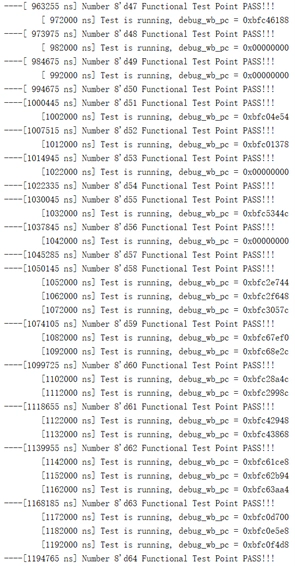 ----[ 963255 ns] Number 8'd47 Functional Test Point PASS!!!
[ 972000 ns] Test is running, debug_wb_pc = 0xbfc46188
----[ 973975 ns] Number 8'd48 Functional Test Point PASS!!!
[ 982000 ns] Test is running, debug_wb_pc = 0x00000000
----[ 984675 ns] Number 8'd49 Functional Test Point PASS!!!
[ 992000 ns] Test is running, debug_wb_pc = 0x00000000
----[ 994675 ns] Number 8'd50 Functional Test Point PASS!!!
----[1000445 ns] Number 8'd51 Functional Test Point PASS!!!
[1002000 ns] Test is running, debug_wb_pc = 0xbfc04e54
----[1007515 ns] Number 8'd52 Functional Test Point PASS!!!
[1012000 ns] Test is running, debug_wb_pc = 0xbfc01378
----[1014945 ns] Number 8'd53 Functional Test Point PASS!!!
[1022000 ns] Test is running, debug_wb_pc = 0x00000000
----[1022335 ns] Number 8'd54 Functional Test Point PASS!!!
----[1030045 ns] Number 8'd55 Functional Test Point PASS!!!
[1032000 ns] Test is running, debug_wb_pc = 0xbfc5344c
----[1037845 ns] Number 8'd56 Functional Test Point PASS!!!
[1042000 ns] Test is running, debug_wb_pc = 0x00000000
----[1045285 ns] Number 8'd57 Functional Test Point PASS!!!
----[1050145 ns] Number 8'd58 Functional Test Point PASS!!!
[1052000 ns] Test is running, debug_wb_pc = 0xbfc2e744
[1062000 ns] Test is running, debug_wb_pc = 0xbfc2f648
[1072000 ns] Test is running, debug_wb_pc = 0xbfc3057c
----[1074105 ns] Number 8'd59 Functional Test Point PASS!!!
[1082000 ns] Test is running, debug_wb_pc = 0xbfc67ef0
[1092000 ns] Test is running, debug_wb_pc = 0xbfc68e2c
----[1099725 ns] Number 8'd60 Functional Test Point PASS!!!
[1102000 ns] Test is running, debug_wb_pc = 0xbfc28a4c
[1112000 ns] Test is running, debug_wb_pc = 0xbfc2998c
----[1118655 ns] Number 8'd61 Functional Test Point PASS!!!
[1122000 ns] Test is running, debug_wb_pc = 0xbfc42948
[1132000 ns] Test is running, debug_wb_pc = 0xbfc43868
----[1139955 ns] Number 8'd62 Functional Test Point PASS!!!
[1142000 ns] Test is running, debug_wb_pc = 0xbfc61ce8
[1152000 ns] Test is running, debug_wb_pc = 0xbfc62b94
[1162000 ns] Test is running, debug_wb_pc = 0xbfc63aa4
----[1168185 ns] Number 8'd63 Functional Test Point PASS!!!
[1172000 ns] Test is running, debug_wb_pc = 0xbfc0d700
[1182000 ns] Test is running, debug_wb_pc = 0xbfc0e5e8
[1192000 ns] Test is running, debug_wb_pc = 0xbfc0f4d8
----[1194765 ns] Number 8'd64 Functional Test Point PASS!!!